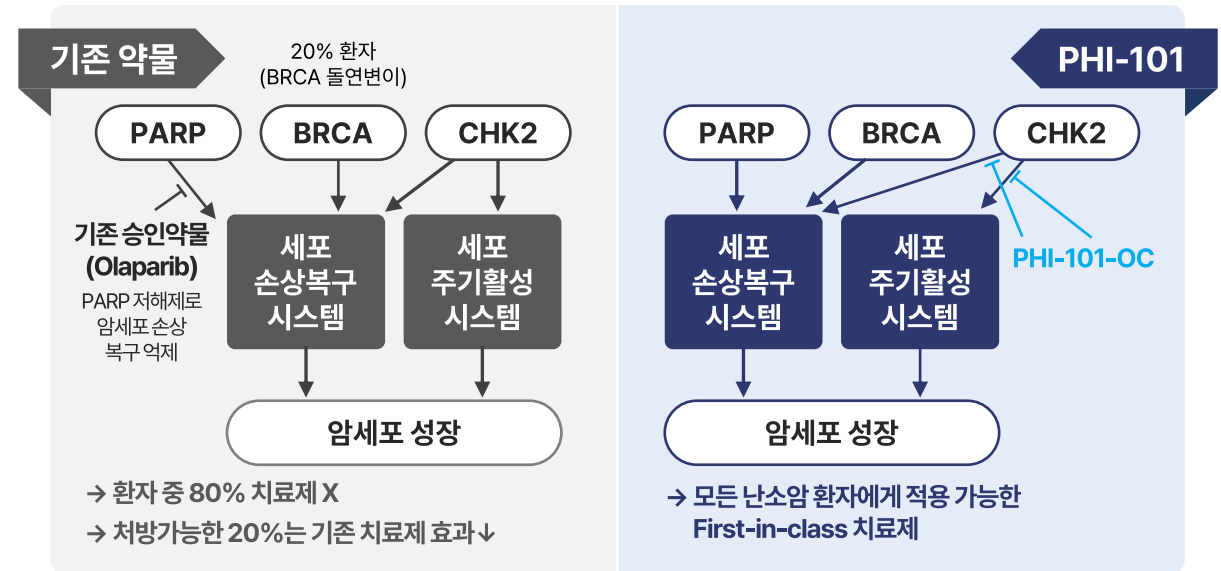 기존 약물
20% 환자
(BRCA 돌연변이)
PARP
BRCA
CHK2
기존 승인약물
(Olaparib)
PARP 저해제로
암세포 손상
복구 억제
세포
손상복구
시스템
세포
주기활성
시스템
암세포 성장
→ 환자 중 80% 치료제 X
→ 처방가능한 20%는 기존 치료제 효과↓
PHI-101
PARP
BRCA
CHK2
PHI-101-OC
세포
손상복구
시스템
세포
주기활성
시스템
암세포 성장
→ 모든 난소암 환자에게 적용 가능한
First-in-class 치료제